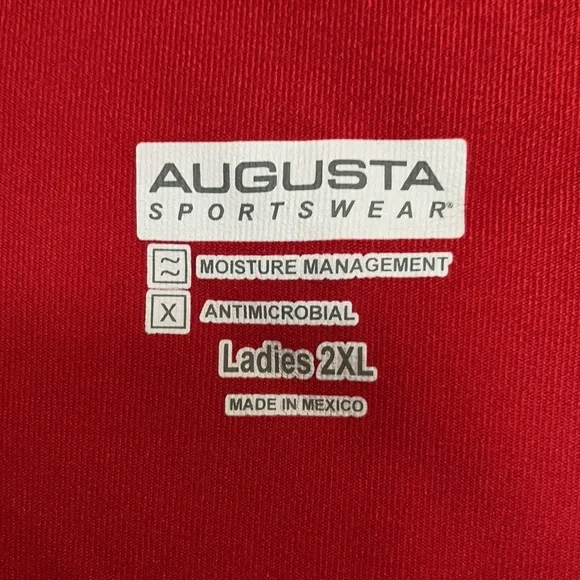 AUGUSTA
SPORTSWEAR®
≈ MOISTURE MANAGEMENT
X ANTIMICROBIAL
Ladies 2XL
MADE IN MEXICO